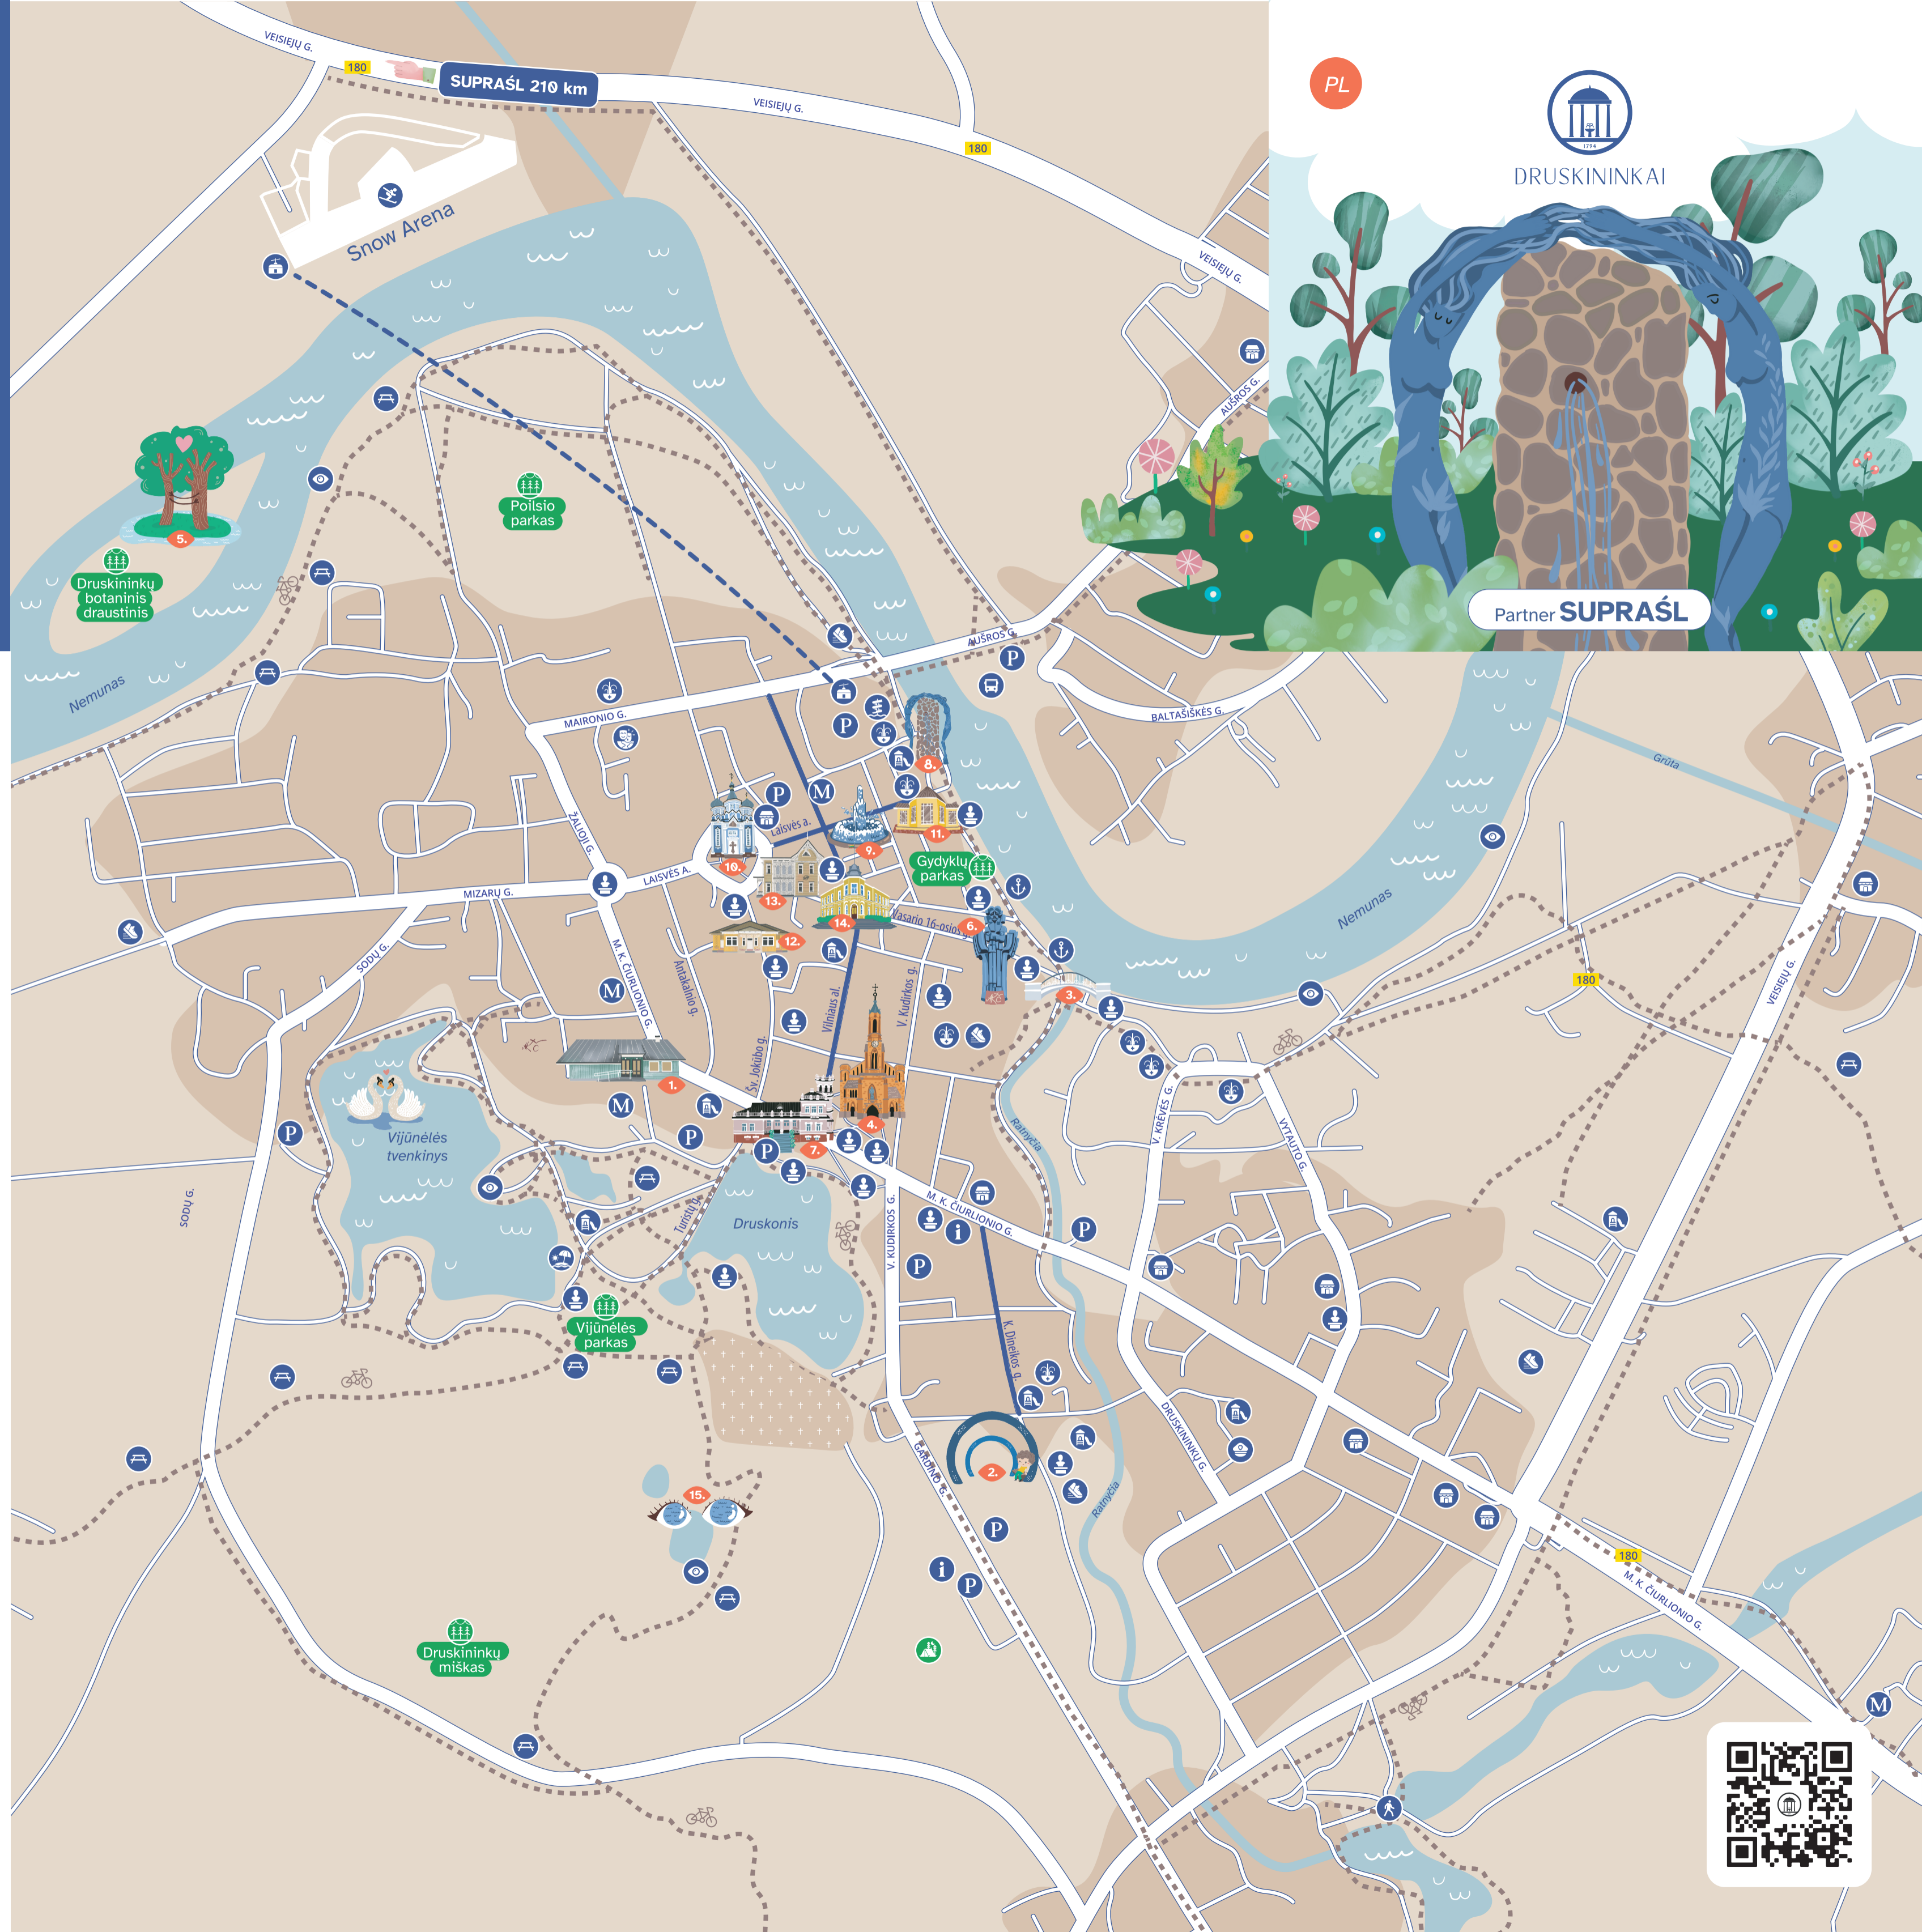 VEISIEJŲ G.
180
SUPRAŚL 210 km
VEISIEJŲ G.
180
VEISIEJŲ G.
PL
1794
DRUSKININKAI
Partner SUPRAŚL
Snow Arena
AUŠROS G.
5.
Poilsio
parkas
Druskininkų
botaninis
draustinis
Nemunas
AUŠROS G.
P
MAIRONIO G.
BALTAŠIŠKĖS G.
P
8.
Grūta
P
M
ŽALIOJI G.
Laisvės a.
9.
11.
10.
Gydyklų
parkas
LAISVĖS A.
MIZARŲ G.
13.
14.
Vasario 16-osios g.
6.
12.
Nemunas
SODŲ G.
M. K. ČIURLIONIO G.
Antakalnio g.
M
Vilniaus al.
V. Kudirkos g.
3.
180
VEISIEJŲ G.
Šv. Jokūbo g.
1.
M
P
P
4.
7.
P
Ratnyčia
V. KRĖVĖS G.
VYTAUTO G.
Vijūnėlės
tvenkinys
SODŲ G.
Turistų g.
Druskonis
V. KUDIRKOS G.
M. K. ČIURLIONIO G.
i
P
P
Vijūnėlės
parkas
K. Dineikos g.
DRUSKININKŲ G.
GARDINO G.
2.
15.
Ratnyčia
P
i
P
180
M. K. ČIURLIONIO G.
Druskininkų
miškas
M